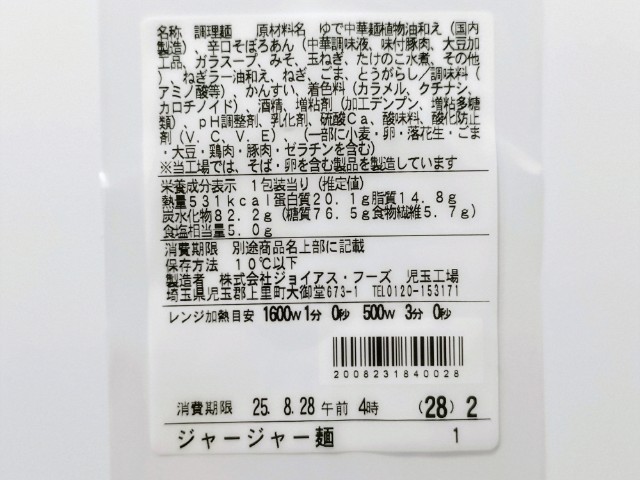 名称 調理麺 原材料名 ゆで中華麺植物油和え(国内
製造)、辛口そぼろあん(中華調味液、味付豚肉、大豆加
工品、ガラスープ、みそ、玉ねぎ、たけのこ水煮、その他
)、ねぎラー油和え、ねぎ、ごま、とうがらし/調味料(
アミノ酸等)、かんすい、着色料(カラメル、クチナシ、
カロチノイド)、酒精、増粘剤(加工デンプン、増粘多糖
類)、pH調整剤、乳化剤、硫酸Ca、酸味料、酸化防止
剤(V.C、V.E)、(一部に小麦・卵・落花生・ごま
・大豆・鶏肉・豚肉・ゼラチンを含む)
※当工場では、そば・卵を含む製品を製造しています
栄養成分表示 1包装当り(推定値)
熱量531kcal蛋白質20.1g脂質14.8g
炭水化物82.2g(糖質76.5g食物繊維5.7g)
食塩相当量5.0g
消費期限 別途商品名上部に記載
保存方法 10℃以下
製造者 株式会社ジョイアス・フーズ 児玉工場
埼玉県児玉郡上里町大御堂673-1 TEL0120-153171
レンジ加熱目安 1600W1分 0秒 500W 3分 0秒
2008231840028
消費期限 25. 8.28 午前 4時 (28) 2
ジャージャー麺 1